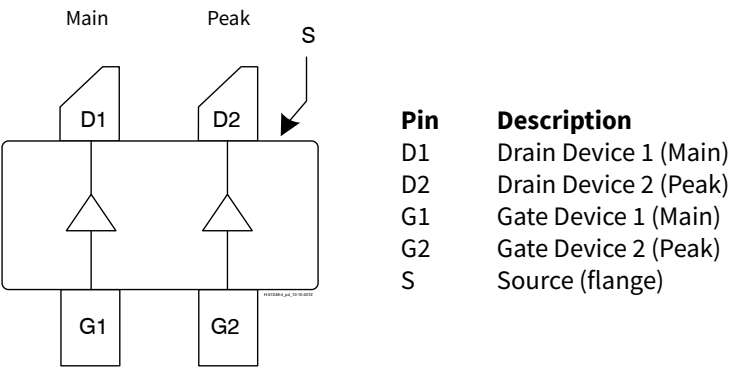 Main Peak
S
D1 D2
G1 G2
Pin Description
D1 Drain Device 1 (Main)
D2 Drain Device 2 (Peak)
G1 Gate Device 1 (Main)
G2 Gate Device 2 (Peak)
S Source (flange)